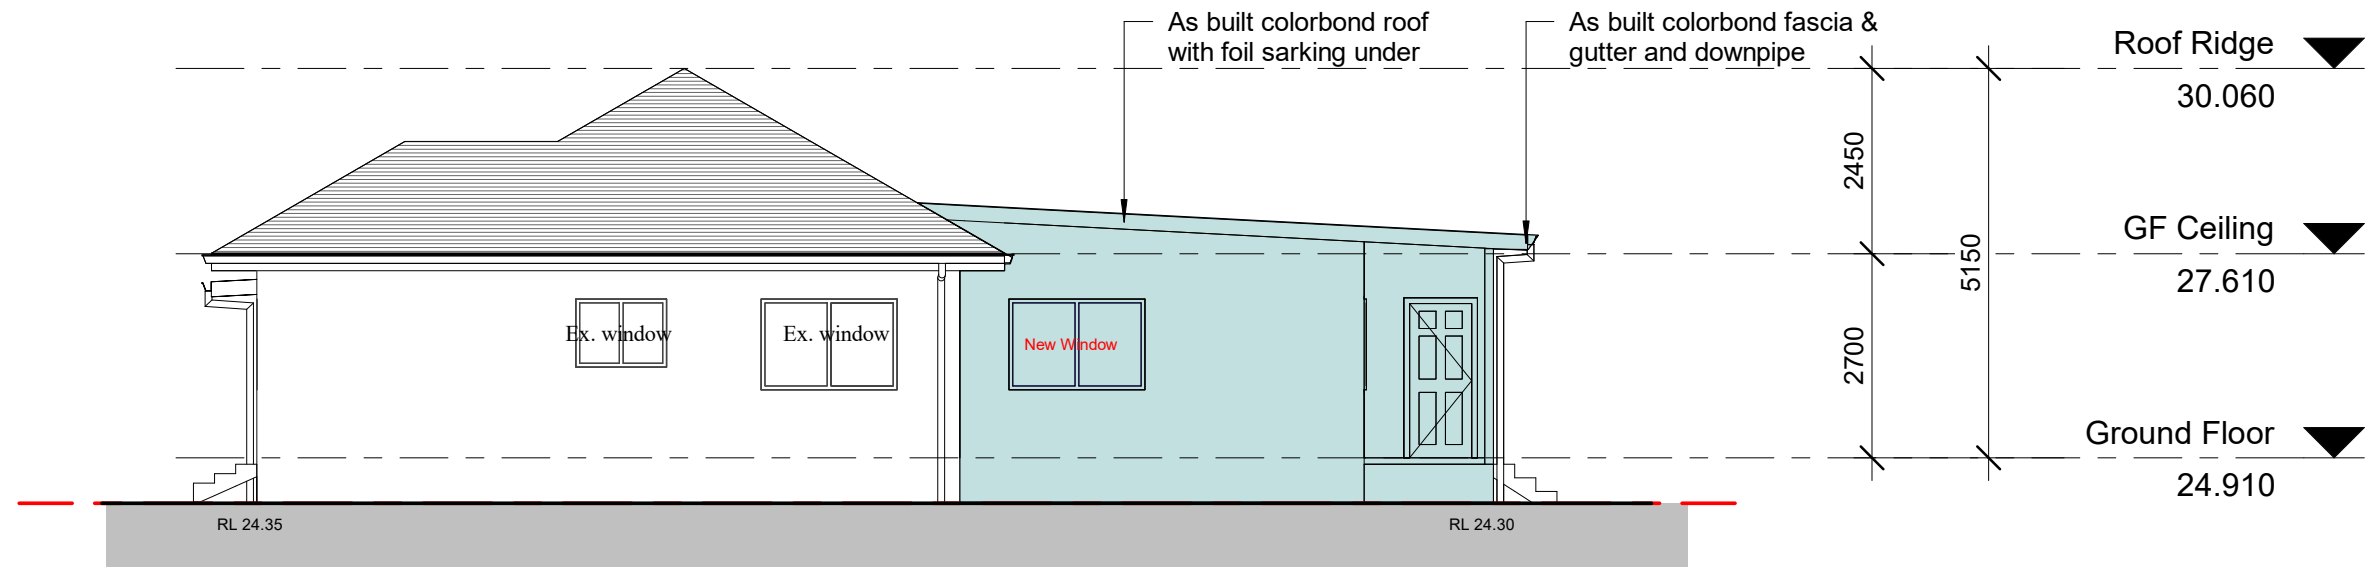 As built colorbond roof
with foil sarking under
As built colorbond fascia &
gutter and downpipe
Roof Ridge
30.060
2450
GF Ceiling
27.610
5150
2700
Ex. window
Ex. window
New Window
Ground Floor
24.910
RL 24.35
RL 24.30